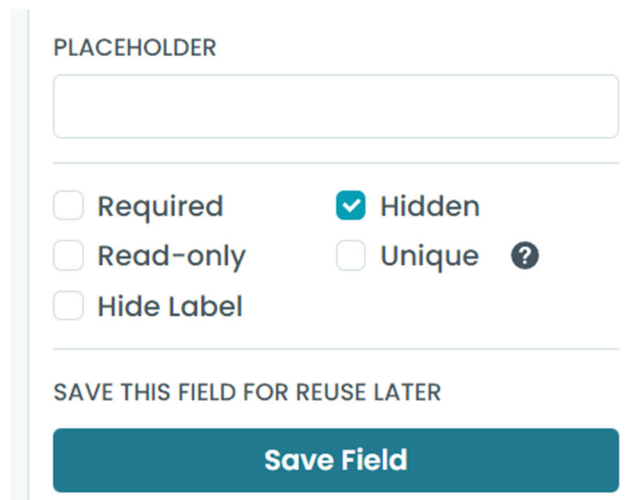 PLACEHOLDER
Required Hidden
Read-only Unique ?
Hide Label
SAVE THIS FIELD FOR REUSE LATER
Save Field